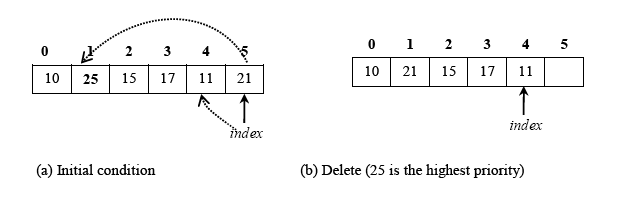 0 1 2 3 4 5
10 25 15 17 11 21
index
(a) Initial condition
0 1 2 3 4 5
10 21 15 17 11
index
(b) Delete (25 is the highest priority)